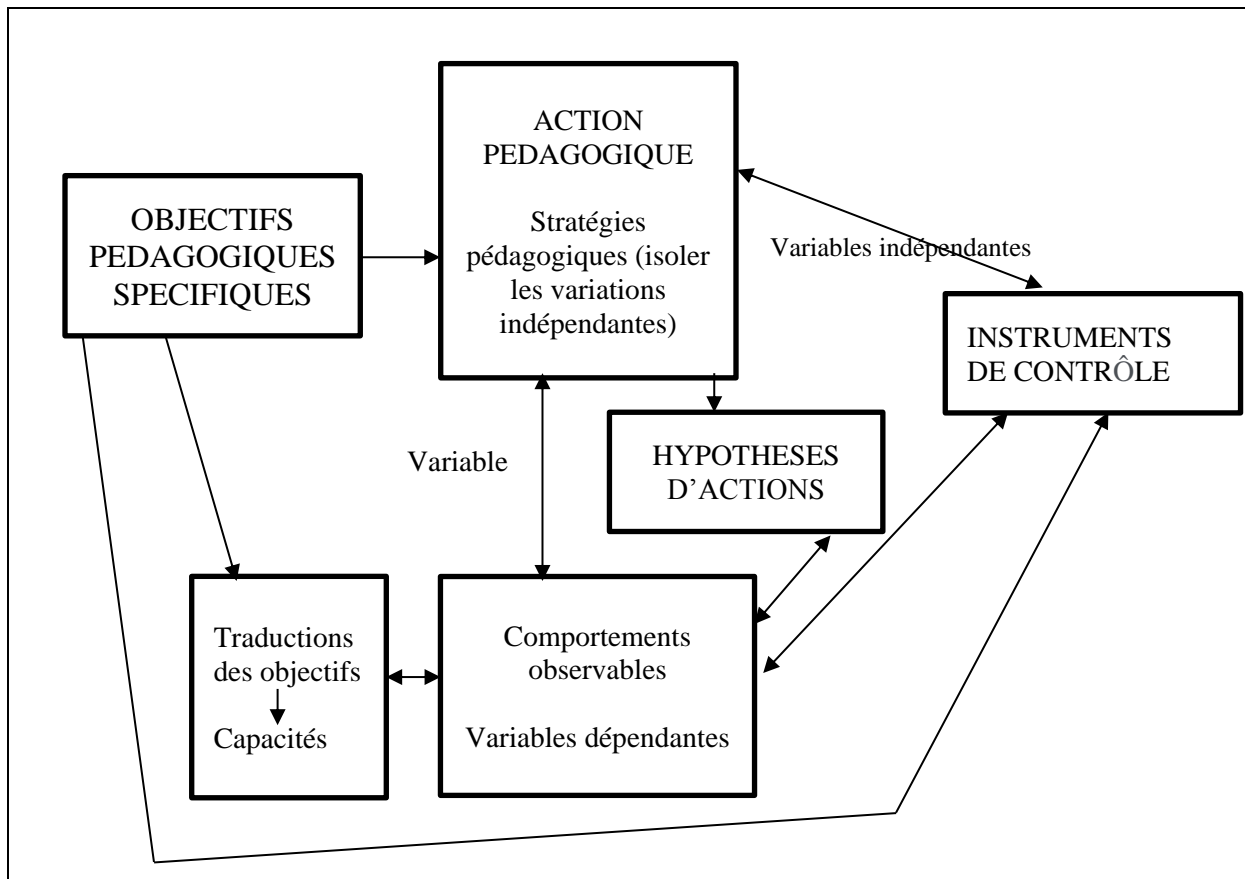 ACTION
PEDAGOGIQUE
Stratégies
pédagogiques (isoler
les variations
indépendantes)
OBJECTIFS
PEDAGOGIQUES
SPECIFIQUES
Variables indépendantes
INSTRUMENTS
DE CONTRÔLE
Variable
HYPOTHESES
D’ACTIONS
Traductions
des objectifs
Capacités
Comportements
observables
Variables dépendantes